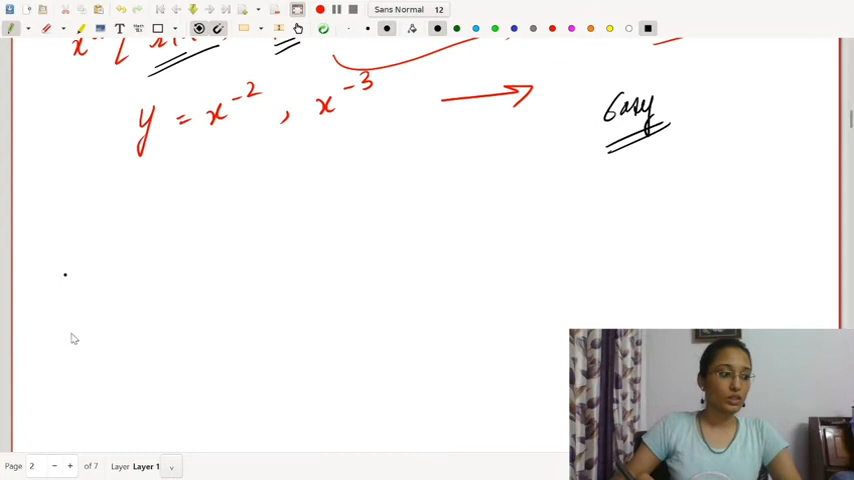 Sans Normal 12
y = x⁻² , x⁻³ → Easy
Page 2 of 7 Layer Layer 1